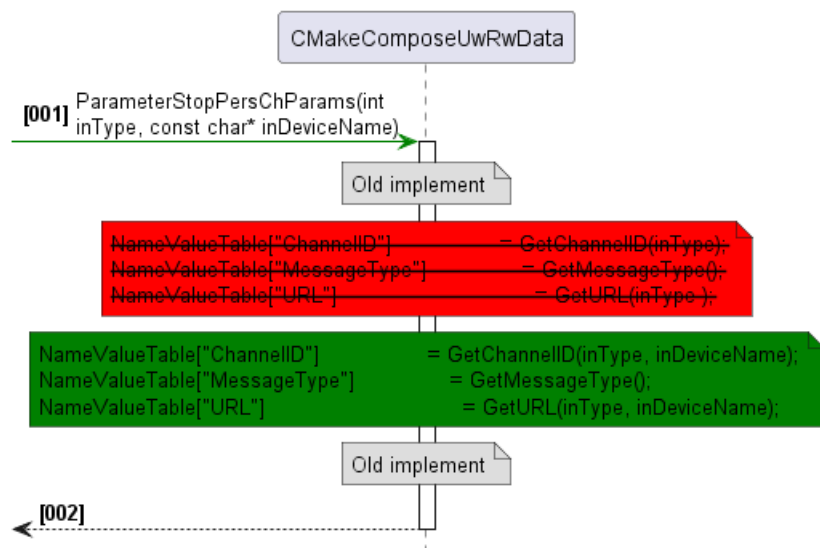 CMakeComposeUwRwData
[001] ParameterStopPersChParams(int
inType, const char* inDeviceName)
Old implement
NameValueTable["ChannelID"] = GetChannelID(inType);
NameValueTable["MessageType"] = GetMessageType();
NameValueTable["URL"] = GetURL(inType );
NameValueTable["ChannelID"] = GetChannelID(inType, inDeviceName);
NameValueTable["MessageType"] = GetMessageType();
NameValueTable["URL"] = GetURL(inType, inDeviceName);
Old implement
[002]